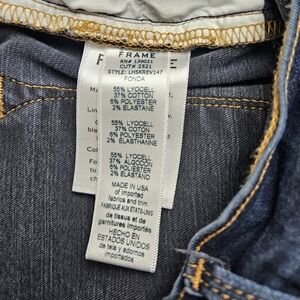 FRAME
RN# 139021
CUT# 2521
STYLE: LHSKREV147
FONDA
55% LYOCELL
37% COTTON
6% POLYESTER
2% ELASTANE
55% LYOCELL
37% COTON
6% POLYESTER
2% ELASTHANNE
55% LYOCELL
37% ALGODON
6% POLYESTER
2% ELASTANO
MADE IN USA
of imported
fabrics and trim
FABRIQUÉ AUX ÉTATS-UNIS
de tissus et de
garnitures importés
HECHO EN
ESTADOS UNIDOS
de tela y adornos
importados